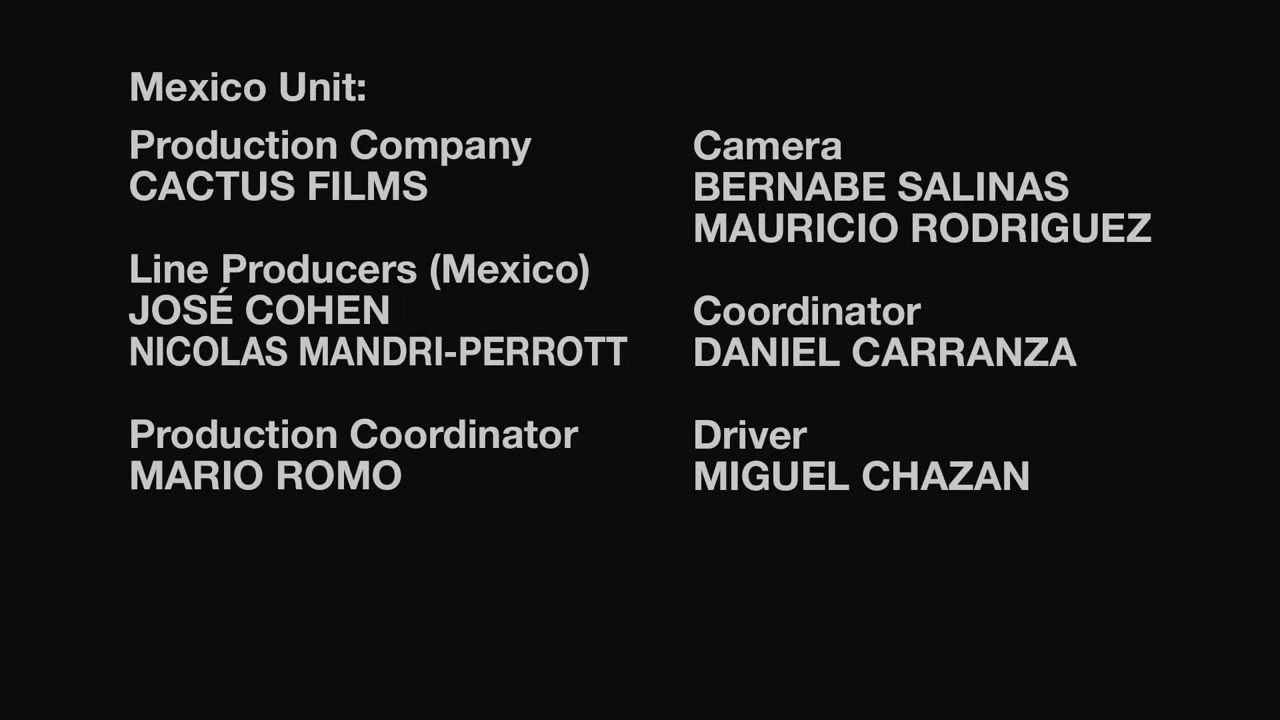 Mexico Unit:
Production Company
CACTUS FILMS
Line Producers (Mexico)
JOSÉ COHEN
NICOLAS MANDRI-PERROTT
Production Coordinator
MARIO ROMO
Camera
BERNABE SALINAS
MAURICIO RODRIGUEZ
Coordinator
DANIEL CARRANZA
Driver
MIGUEL CHAZAN